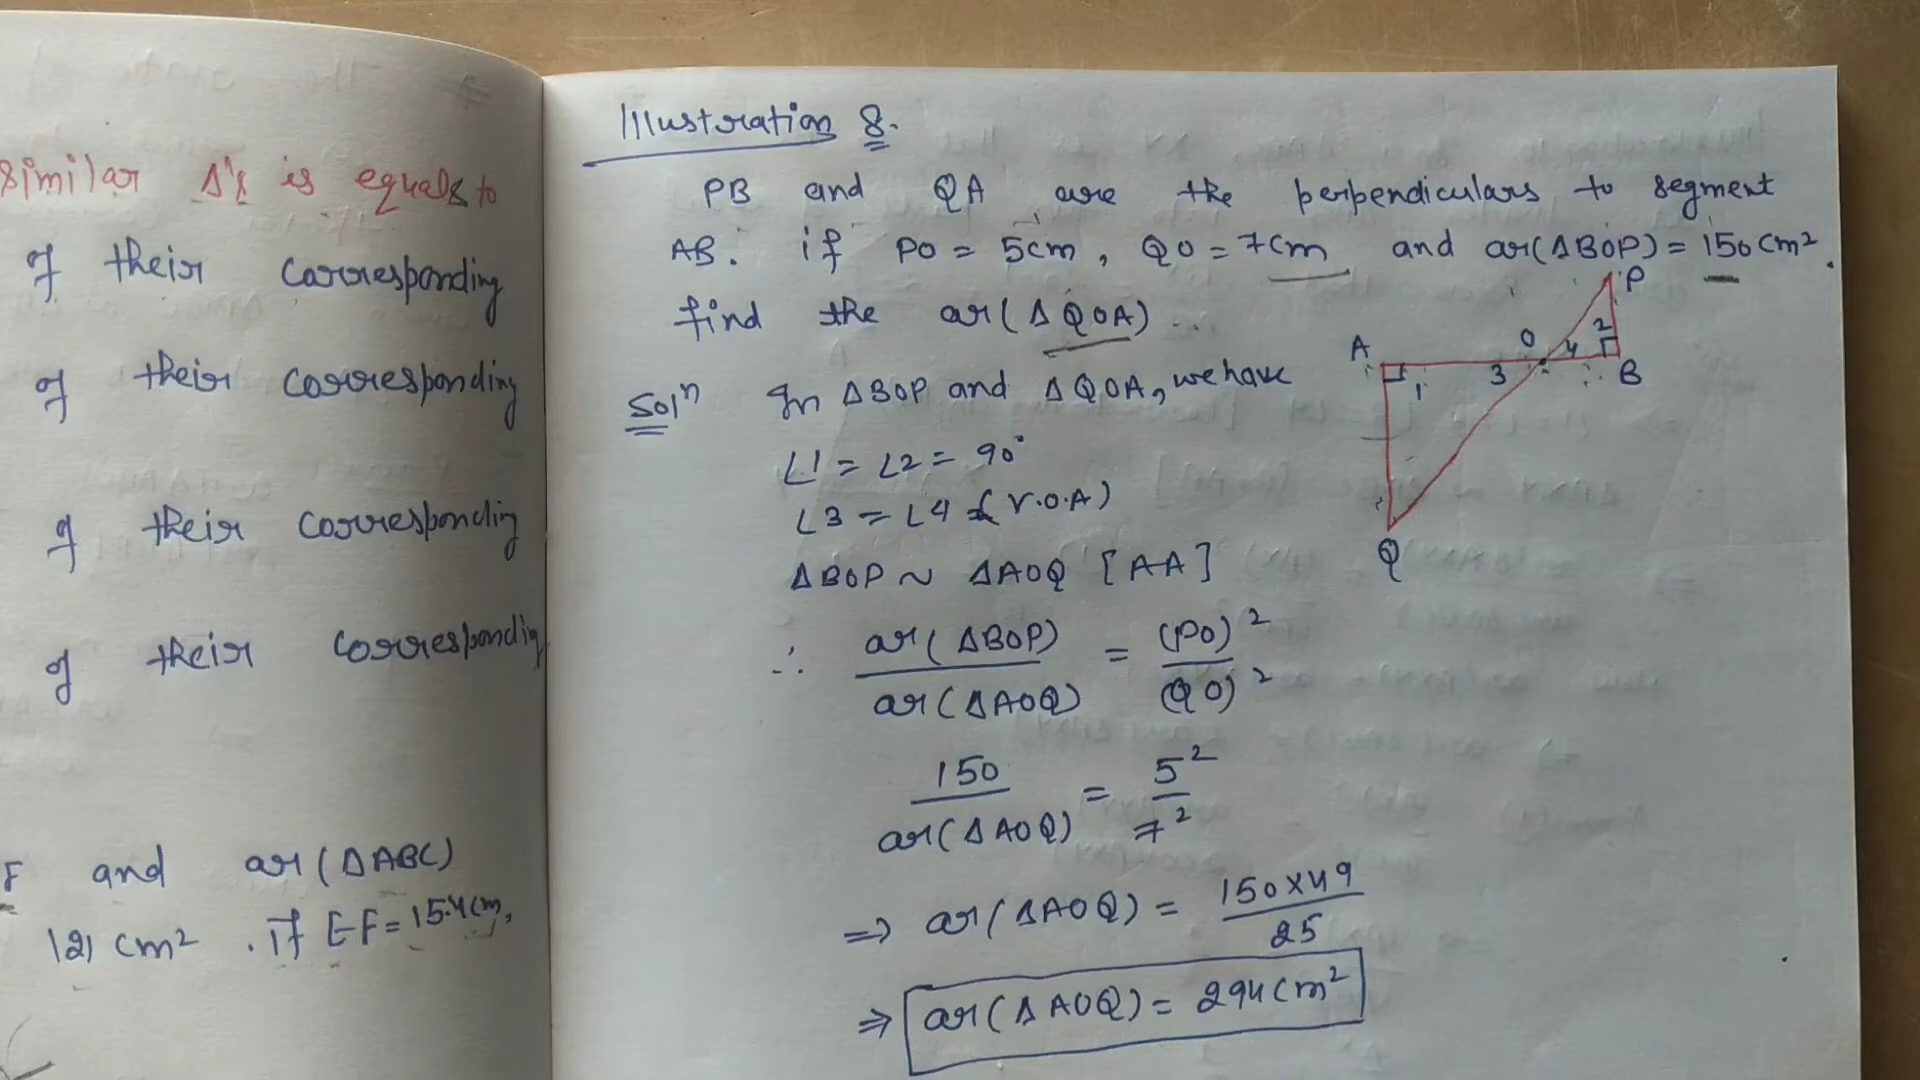 similar Δ's is equals to
of their corresponding
of their corresponding
of their corresponding
of their corresponding
F and ar(ΔABC)
121 cm². if EF=15.4cm,
Illustration 8.
PB and QA are the perpendiculars to segment
AB. if PO = 5cm, QO = 7cm and ar(ΔBOP) = 150 cm².
find the ar(ΔQOA)
P
2
O
4
A
1
3
B
Q
Solⁿ In ΔBOP and ΔQOA, we have
∠1 = ∠2 = 90°
∠3 = ∠4 (V.O.A)
ΔBOP ~ ΔAOQ [AA]
∴ ar(ΔBOP) / ar(ΔAOQ) = (PO)² / (QO)²
150 / ar(ΔAOQ) = 5² / 7²
⇒ ar(ΔAOQ) = 150×49 / 25
⇒ ar(ΔAOQ) = 294cm²